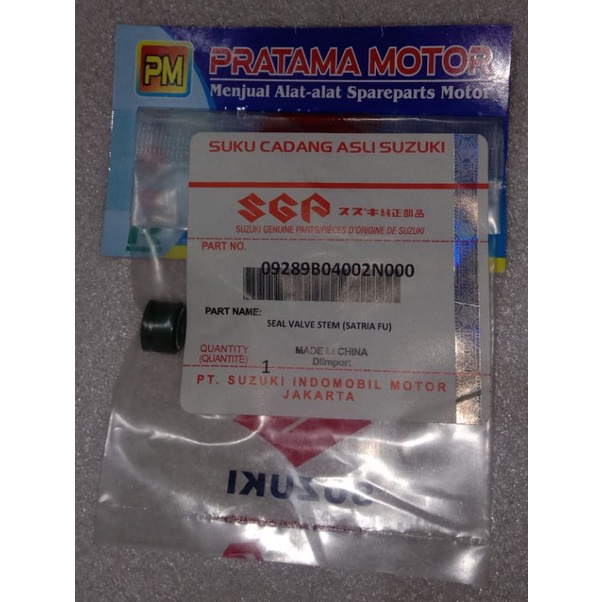 PM PRATAMA MOTOR
Menjual Alat-alat Spareparts Motor
SUKU CADANG ASLI SUZUKI
SGP スズキ純正部品
SUZUKI GENUINE PARTS/PIECES D'ORIGINE DE SUZUKI
PART NO.
09289B04002N000
PART NAME:
SEAL VALVE STEM (SATRIA FU)
QUANTITY
(QUANTITÉ)
1
MADE IN CHINA
Diimpor:
PT. SUZUKI INDOMOBIL MOTOR
JAKARTA
SUZUKI